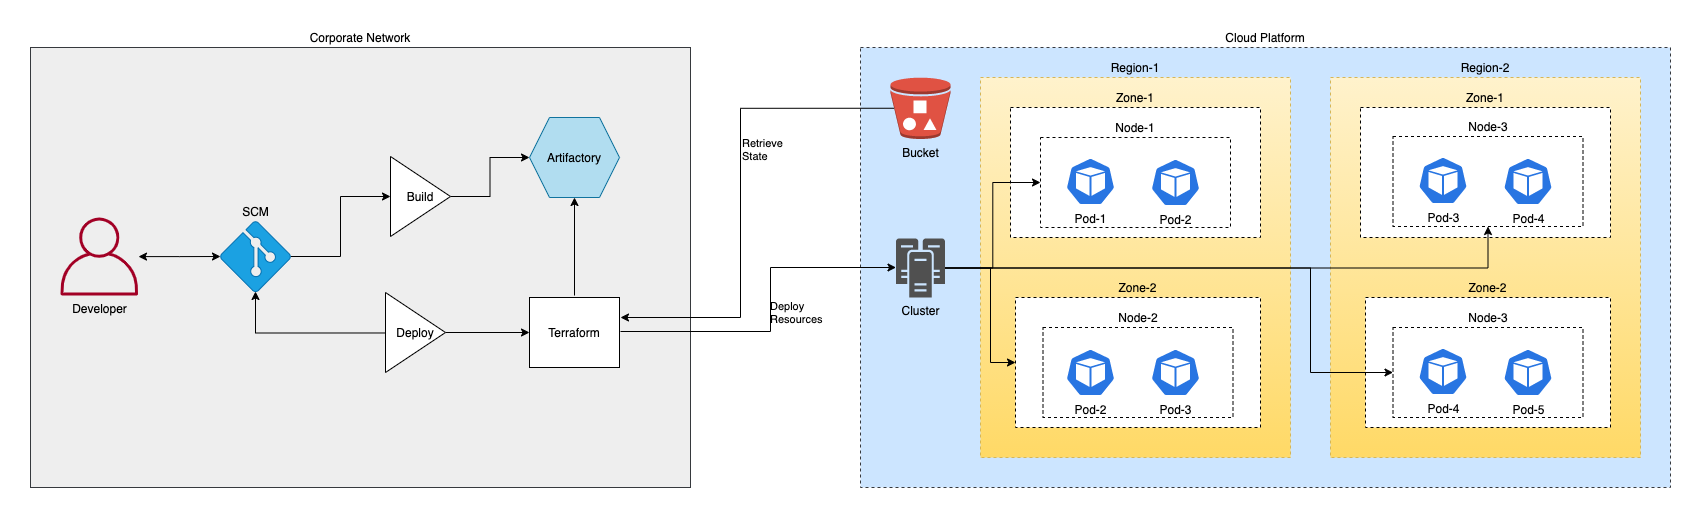 Corporate Network
Cloud Platform
Developer
SCM
Build
Artifactory
Deploy
Terraform
Retrieve
State
Deploy
Resources
Bucket
Cluster
Region-1
Zone-1
Node-1
Pod-1
Pod-2
Zone-2
Node-2
Pod-2
Pod-3
Region-2
Zone-1
Node-3
Pod-3
Pod-4
Zone-2
Node-3
Pod-4
Pod-5